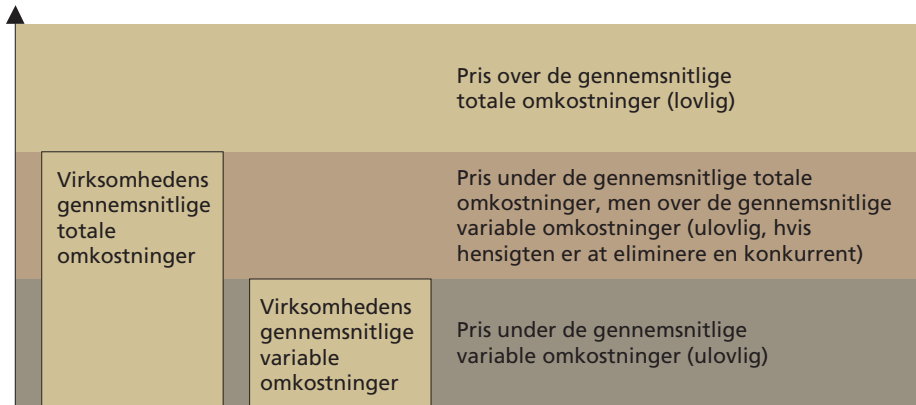 Pris over de gennemsnitlige
totale omkostninger (lovlig)
Virksomhedens
gennemsnitlige
totale
omkostninger
Pris under de gennemsnitlige totale
omkostninger, men over de gennemsnitlige
variable omkostninger (ulovlig, hvis
hensigten er at eliminere en konkurrent)
Virksomhedens
gennemsnitlige
variable
omkostninger
Pris under de gennemsnitlige
variable omkostninger (ulovlig)